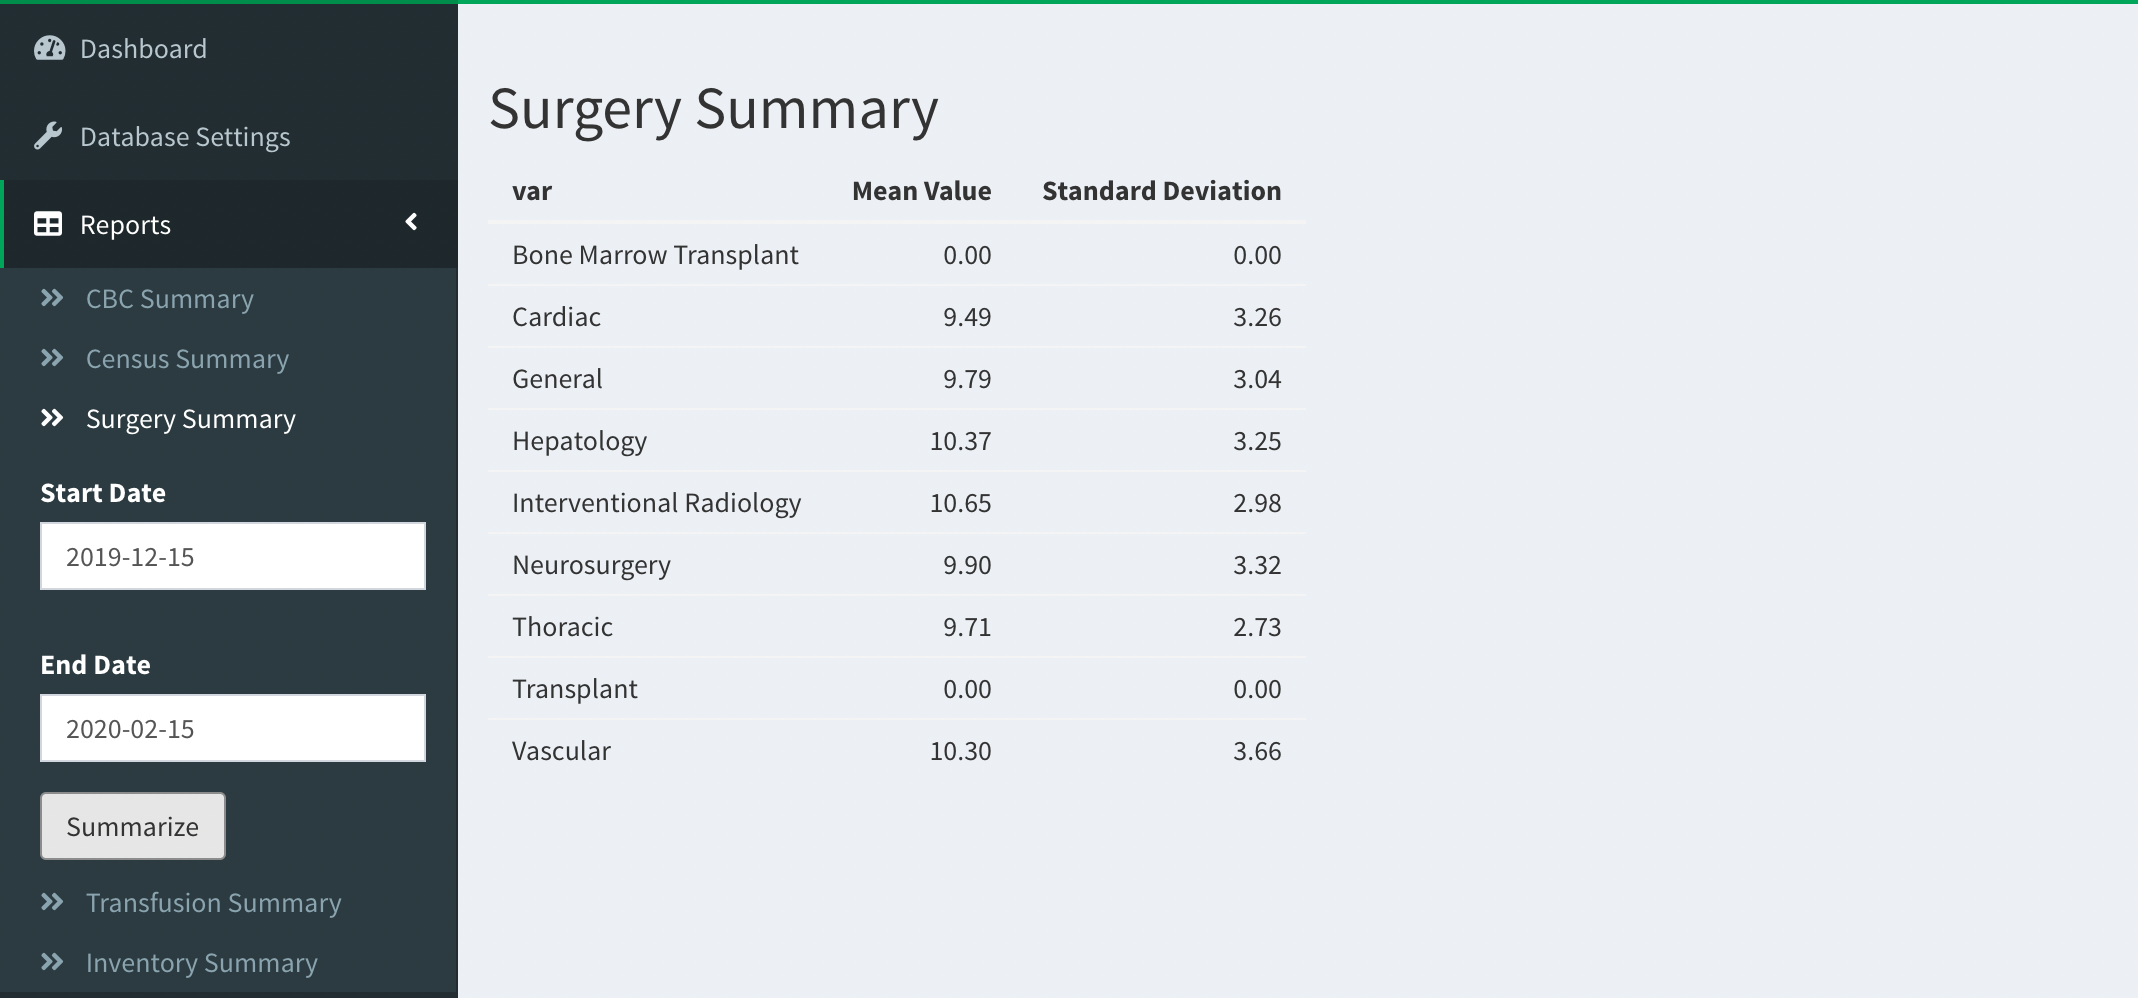 Dashboard
Database Settings
Reports
CBC Summary
Census Summary
Surgery Summary
Start Date
2019-12-15
End Date
2020-02-15
Summarize
Transfusion Summary
Inventory Summary
Surgery Summary
var Mean Value Standard Deviation
Bone Marrow Transplant 0.00 0.00
Cardiac 9.49 3.26
General 9.79 3.04
Hepatology 10.37 3.25
Interventional Radiology 10.65 2.98
Neurosurgery 9.90 3.32
Thoracic 9.71 2.73
Transplant 0.00 0.00
Vascular 10.30 3.66